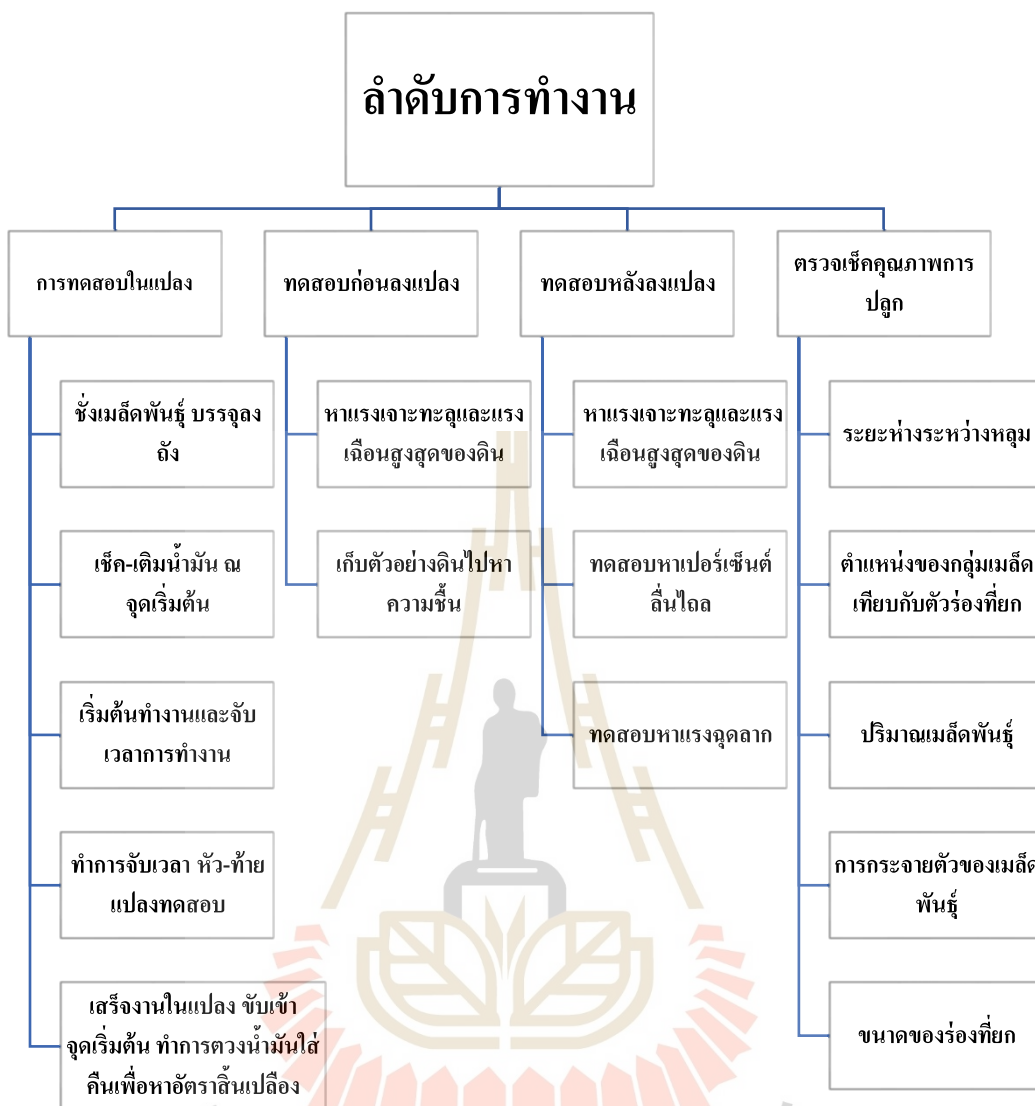 ลำดับการทำงาน
การทดสอบในแปลง
ชั่งเมล็ดพันธุ์ บรรจุลง
ถัง
เช็ค-เติมน้ำมัน ณ
จุดเริ่มต้น
เริ่มต้นทำงานและจับ
เวลาการทำงาน
ทำการจับเวลา หัว-ท้าย
แปลงทดสอบ
เสร็จงานในแปลง ขับเข้า
จุดเริ่มต้น ทำการตวงน้ำมันใส่
คืนเพื่อหาอัตราสิ้นเปลือง
ทดสอบก่อนลงแปลง
หาแรงเจาะทะลุและแรง
เฉือนสูงสุดของดิน
เก็บตัวอย่างดินไปหา
ความชื้น
ทดสอบหลังลงแปลง
หาแรงเจาะทะลุและแรง
เฉือนสูงสุดของดิน
ทดสอบหาเปอร์เซ็นต์
ลื่นไถล
ทดสอบหาแรงฉุดลาก
ตรวจเช็คคุณภาพการ
ปลูก
ระยะห่างระหว่างหลุม
ตำแหน่งของกลุ่มเมล็ด
เทียบกับตัวร่องที่ยก
ปริมาณเมล็ดพันธุ์
การกระจายตัวของเมล็ด
พันธุ์
ขนาดของร่องที่ยก